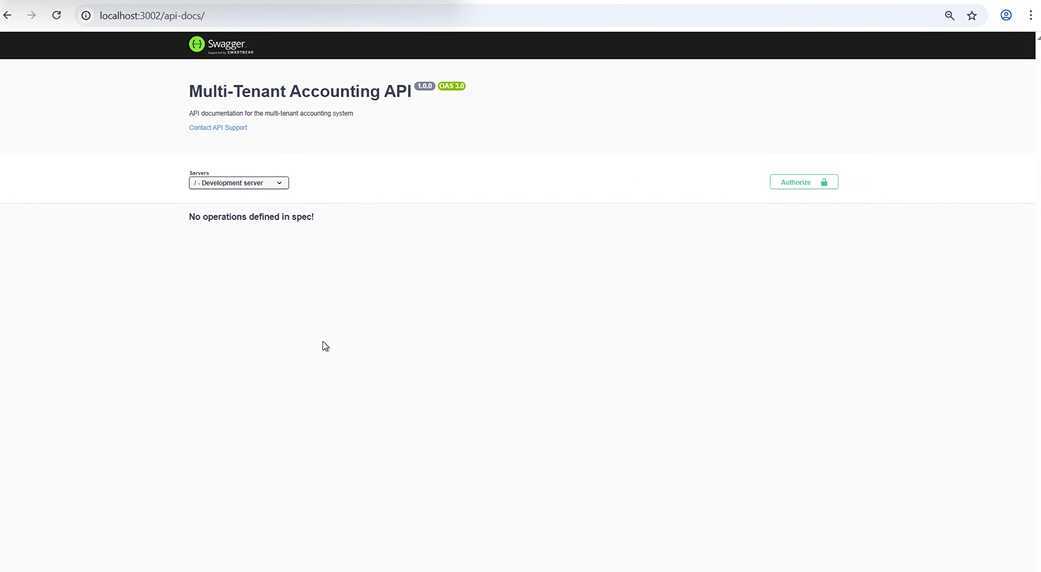 localhost:3002/api-docs/
Swagger.
Supported by SMARTBEAR
Multi-Tenant Accounting API 1.0.0 OAS 3.0
API documentation for the multi-tenant accounting system
Contact API Support
Servers
/ - Development server
Authorize
No operations defined in spec!